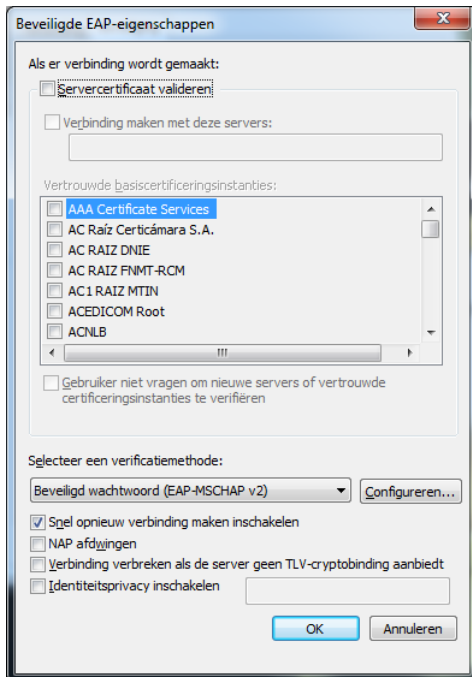 Beveiligde EAP-eigenschappen
Als er verbinding wordt gemaakt:
Servercertificaat valideren
Verbinding maken met deze servers:
Vertrouwde basiscertificeringsinstanties:
AAA Certificate Services
AC Raíz Certicámara S.A.
AC RAIZ DNIE
AC RAIZ FNMT-RCM
AC1 RAIZ MTIN
ACEDICOM Root
ACNLB
Gebruiker niet vragen om nieuwe servers of vertrouwde
certificeringsinstanties te verifiëren
Selecteer een verificatiemethode:
Beveiligd wachtwoord (EAP-MSCHAP v2)
Configureren...
Snel opnieuw verbinding maken inschakelen
NAP afdwingen
Verbinding verbreken als de server geen TLV-cryptobinding aanbiedt
Identiteitsprivacy inschakelen
OK
Annuleren